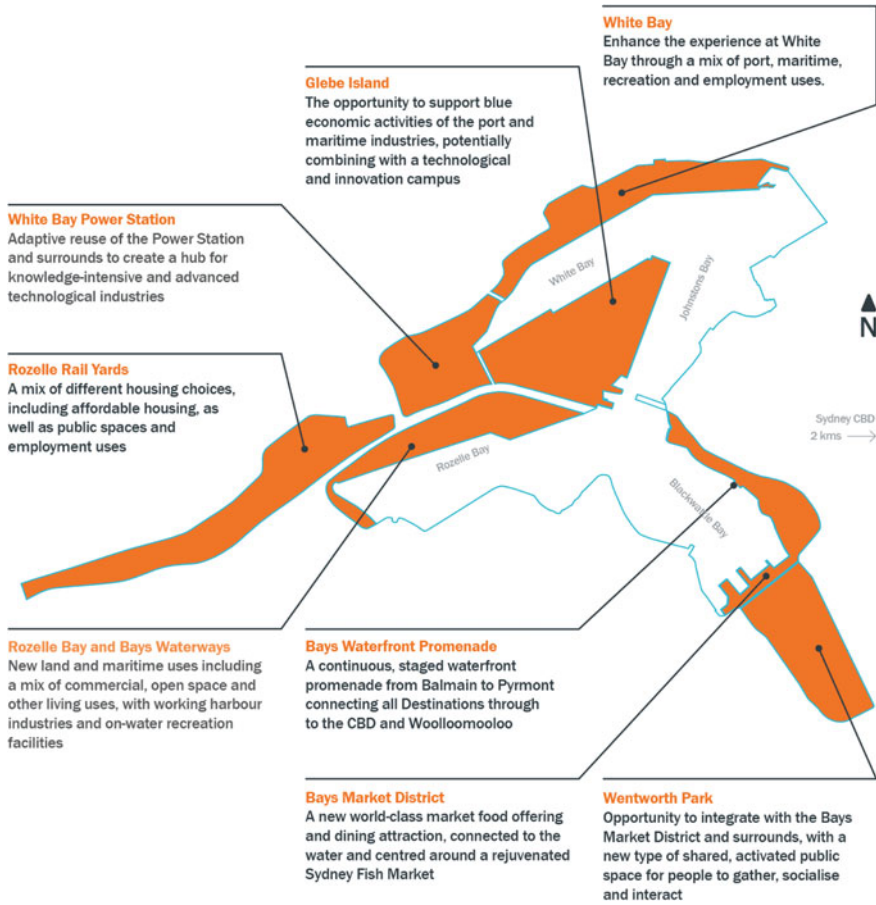 White Bay
Enhance the experience at White
Bay through a mix of port, maritime,
recreation and employment uses.
Glebe Island
The opportunity to support blue
economic activities of the port and
maritime industries, potentially
combining with a technological
and innovation campus
White Bay Power Station
Adaptive reuse of the Power Station
and surrounds to create a hub for
knowledge-intensive and advanced
technological industries
White Bay
Johnstons Bay
N
Rozelle Rail Yards
A mix of different housing choices,
including affordable housing, as
well as public spaces and
employment uses
Sydney CBD
2 kms
Rozelle Bay
Blackwattle Bay
Rozelle Bay and Bays Waterways
New land and maritime uses including
a mix of commercial, open space and
other living uses, with working harbour
industries and on-water recreation
facilities
Bays Waterfront Promenade
A continuous, staged waterfront
promenade from Balmain to Pyrmont
connecting all Destinations through
to the CBD and Woolloomooloo
Bays Market District
A new world-class market food offering
and dining attraction, connected to the
water and centred around a rejuvenated
Sydney Fish Market
Wentworth Park
Opportunity to integrate with the Bays
Market District and surrounds, with a
new type of shared, activated public
space for people to gather, socialise
and interact